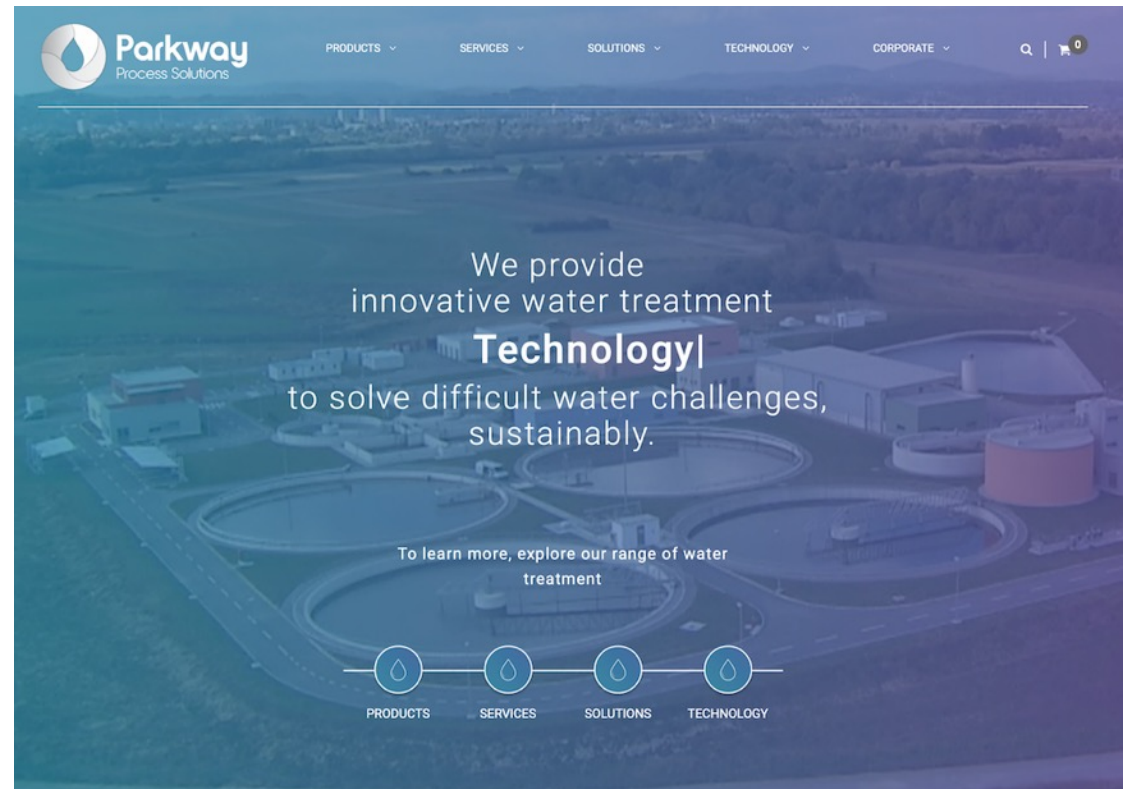 Parkway
Process Solutions
PRODUCTS
SERVICES
SOLUTIONS
TECHNOLOGY
CORPORATE
0
We provide
innovative water treatment
Technology|
to solve difficult water challenges,
sustainably.
To learn more, explore our range of water
treatment
PRODUCTS
SERVICES
SOLUTIONS
TECHNOLOGY